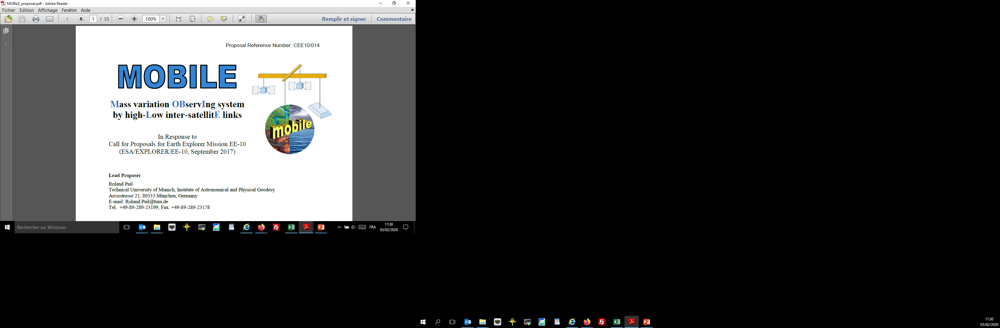 MOBILE_proposal.pdf - Adobe Reader
Fichier Edition Affichage Fenêtre Aide
1 / 33 100% Remplir et signer Commentaire
Proposal Reference Number: CEE10/014
MOBILE
Mass variation OBservIng system
by high-Low inter-satellitE links
mobile
In Response to
Call for Proposals for Earth Explorer Mission EE-10
(ESA/EXPLORER/EE-10, September 2017)
Lead Proposer
Roland Pail
Technical University of Munich, Institute of Astronomical and Physical Geodesy
Arcisstrasse 21, 80333 München, Germany
E-mail: Roland.Pail@tum.de
Tel.: +49-89-289-23199; Fax: +49-89-289-23178
Rechercher sur Windows
FRA
17:30
03/02/2020
17:30
03/02/2020